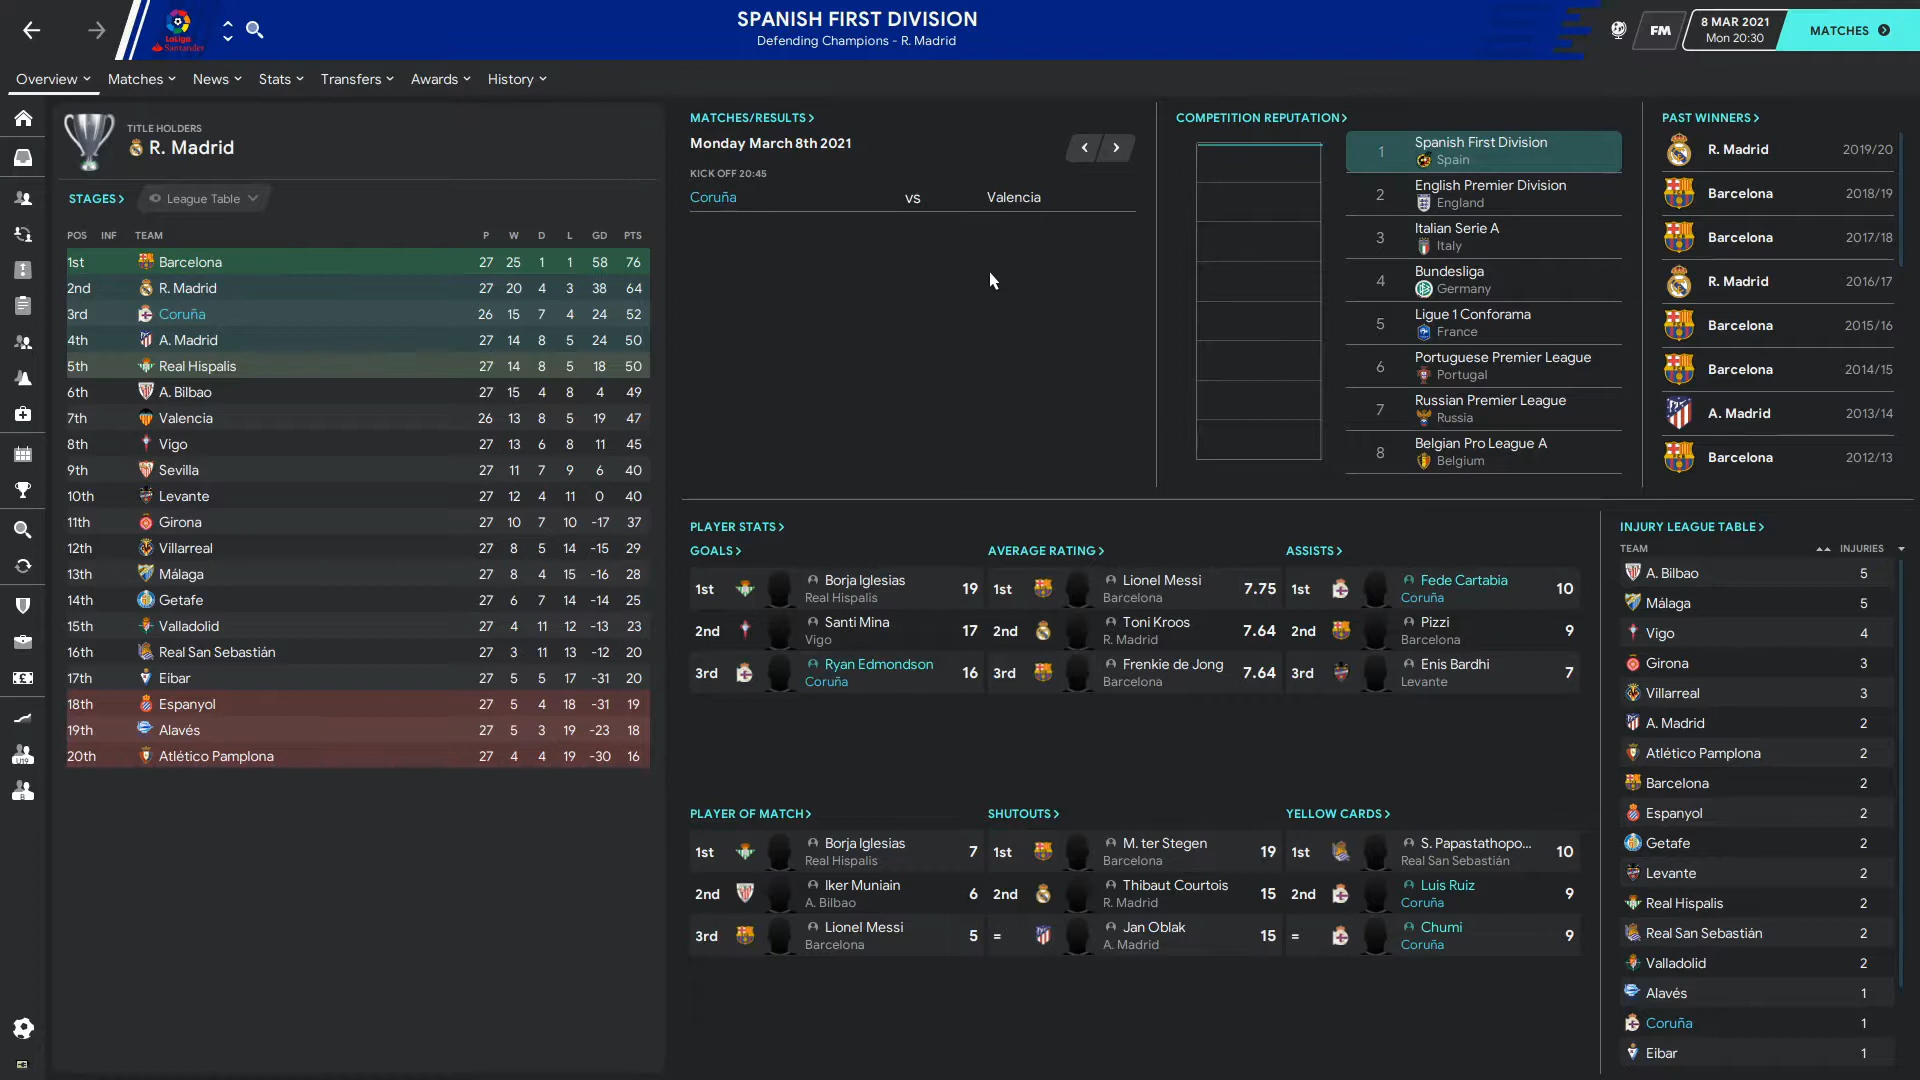 SPANISH FIRST DIVISION
Defending Champions - R. Madrid
LaLiga
Santander
FM
8 MAR 2021
Mon 20:30
MATCHES
Overview Matches News Stats Transfers Awards History
TITLE HOLDERS
R. Madrid
STAGES> League Table
POS INF TEAM P W D L GD PTS
1st Barcelona 27 25 1 1 58 76
2nd R. Madrid 27 20 4 3 38 64
3rd Coruña 26 15 7 4 24 52
4th A. Madrid 27 14 8 5 24 50
5th Real Hispalis 27 14 8 5 18 50
6th A. Bilbao 27 15 4 8 4 49
7th Valencia 26 13 8 5 19 47
8th Vigo 27 13 6 8 11 45
9th Sevilla 27 11 7 9 6 40
10th Levante 27 12 4 11 0 40
11th Girona 27 10 7 10 -17 37
12th Villarreal 27 8 5 14 -15 29
13th Málaga 27 8 4 15 -16 28
14th Getafe 27 6 7 14 -14 25
15th Valladolid 27 4 11 12 -13 23
16th Real San Sebastián 27 3 11 13 -12 20
17th Eibar 27 5 5 17 -31 20
18th Espanyol 27 5 4 18 -31 19
19th Alavés 27 5 3 19 -23 18
20th Atlético Pamplona 27 4 4 19 -30 16
MATCHES/RESULTS>
Monday March 8th 2021
KICK OFF 20:45
Coruña vs Valencia
COMPETITION REPUTATION>
1 Spanish First Division
Spain
2 English Premier Division
England
3 Italian Serie A
Italy
4 Bundesliga
Germany
5 Ligue 1 Conforama
France
6 Portuguese Premier League
Portugal
7 Russian Premier League
Russia
8 Belgian Pro League A
Belgium
PAST WINNERS>
R. Madrid 2019/20
Barcelona 2018/19
Barcelona 2017/18
R. Madrid 2016/17
Barcelona 2015/16
Barcelona 2014/15
A. Madrid 2013/14
Barcelona 2012/13
PLAYER STATS>
GOALS>
1st Borja Iglesias 19
Real Hispalis
2nd Santi Mina 17
Vigo
3rd Ryan Edmondson 16
Coruña
AVERAGE RATING>
1st Lionel Messi 7.75
Barcelona
2nd Toni Kroos 7.64
R. Madrid
3rd Frenkie de Jong 7.64
Barcelona
ASSISTS>
1st Fede Cartabia 10
Coruña
2nd Pizzi 9
Barcelona
3rd Enis Bardhi 7
Levante
PLAYER OF MATCH>
1st Borja Iglesias 7
Real Hispalis
2nd Iker Muniain 6
A. Bilbao
3rd Lionel Messi 5
Barcelona
SHUTOUTS>
1st M. ter Stegen 19
Barcelona
2nd Thibaut Courtois 15
R. Madrid
= Jan Oblak 15
A. Madrid
YELLOW CARDS>
1st S. Papastathopo... 10
Real San Sebastián
2nd Luis Ruiz 9
Coruña
= Chumi 9
Coruña
INJURY LEAGUE TABLE>
TEAM INJURIES
A. Bilbao 5
Málaga 5
Vigo 4
Girona 3
Villarreal 3
A. Madrid 2
Atlético Pamplona 2
Barcelona 2
Espanyol 2
Getafe 2
Levante 2
Real Hispalis 2
Real San Sebastián 2
Valladolid 2
Alavés 1
Coruña 1
Eibar 1
U19
B